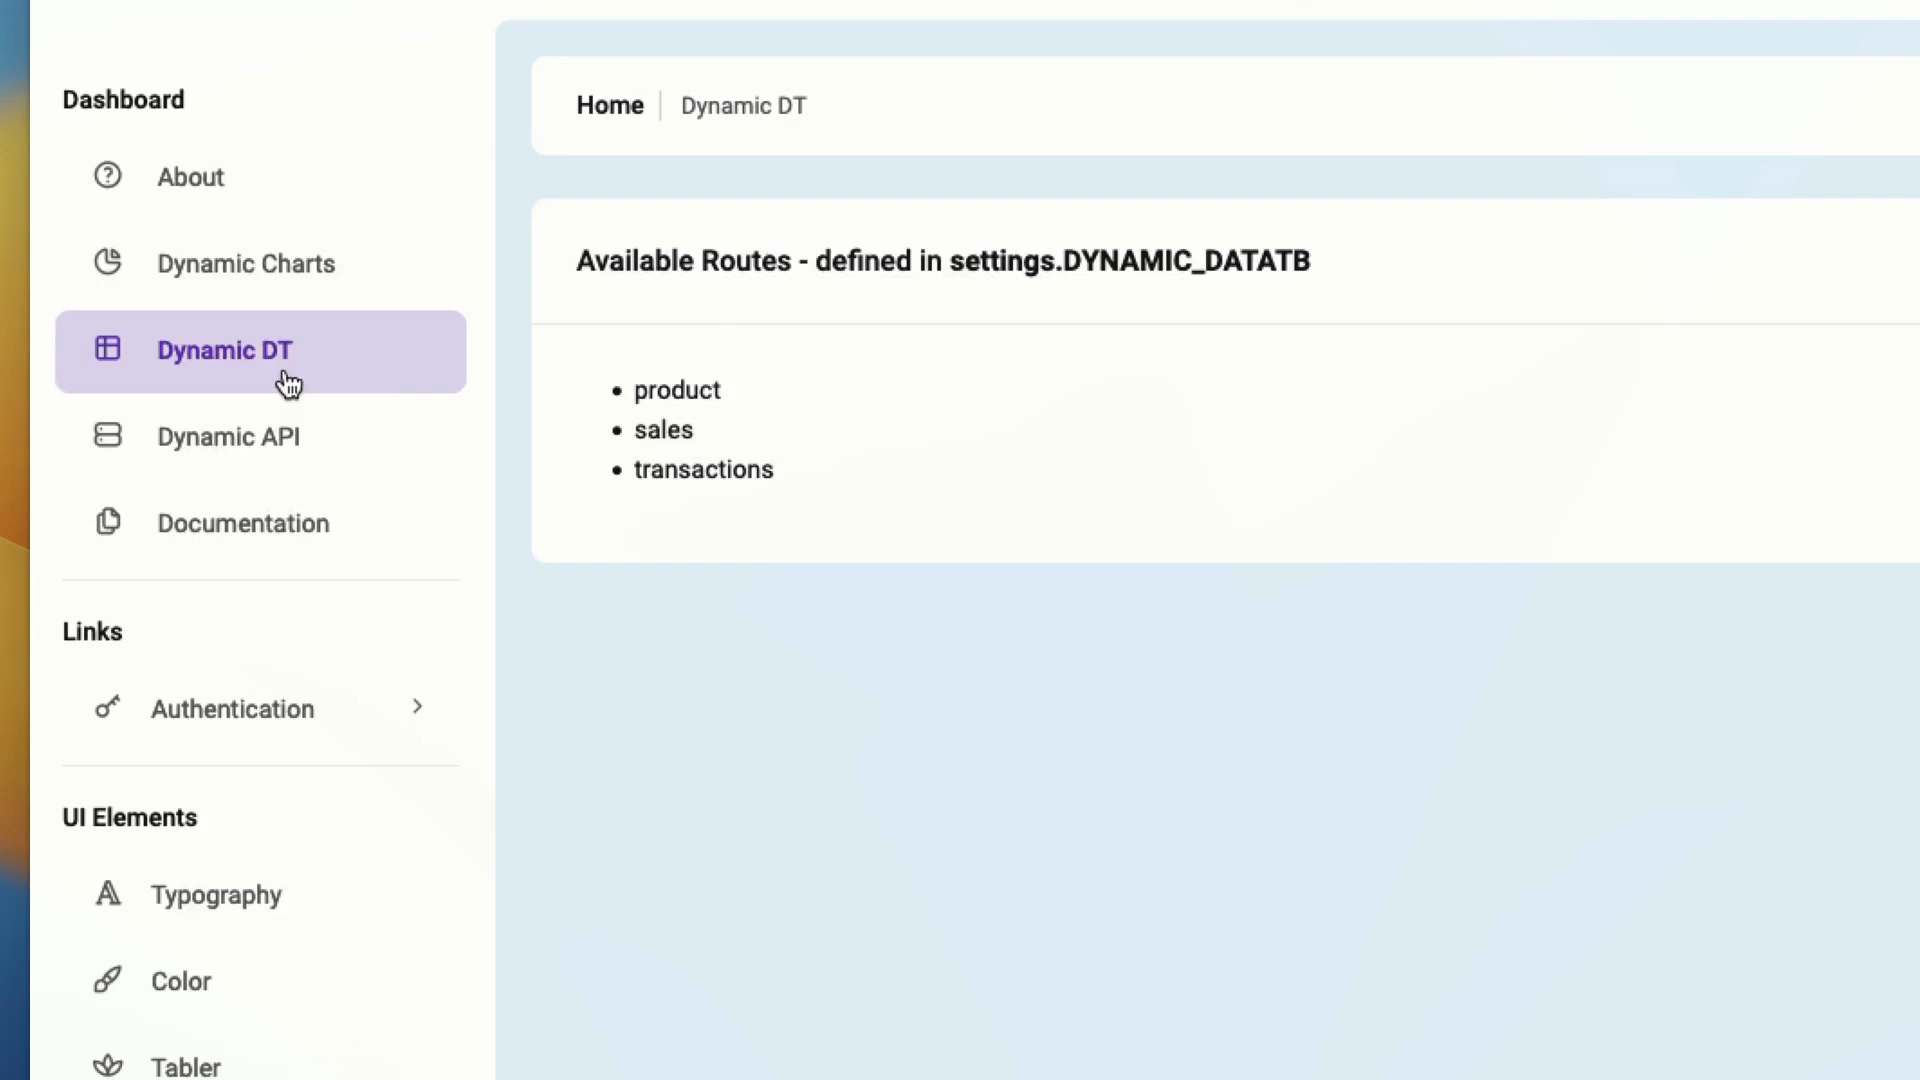 Dashboard
About
Dynamic Charts
Dynamic DT
Dynamic API
Documentation
Links
Authentication
UI Elements
Typography
Color
Tabler
Home
Dynamic DT
Available Routes - defined in settings.DYNAMIC_DATATB
product
sales
transactions